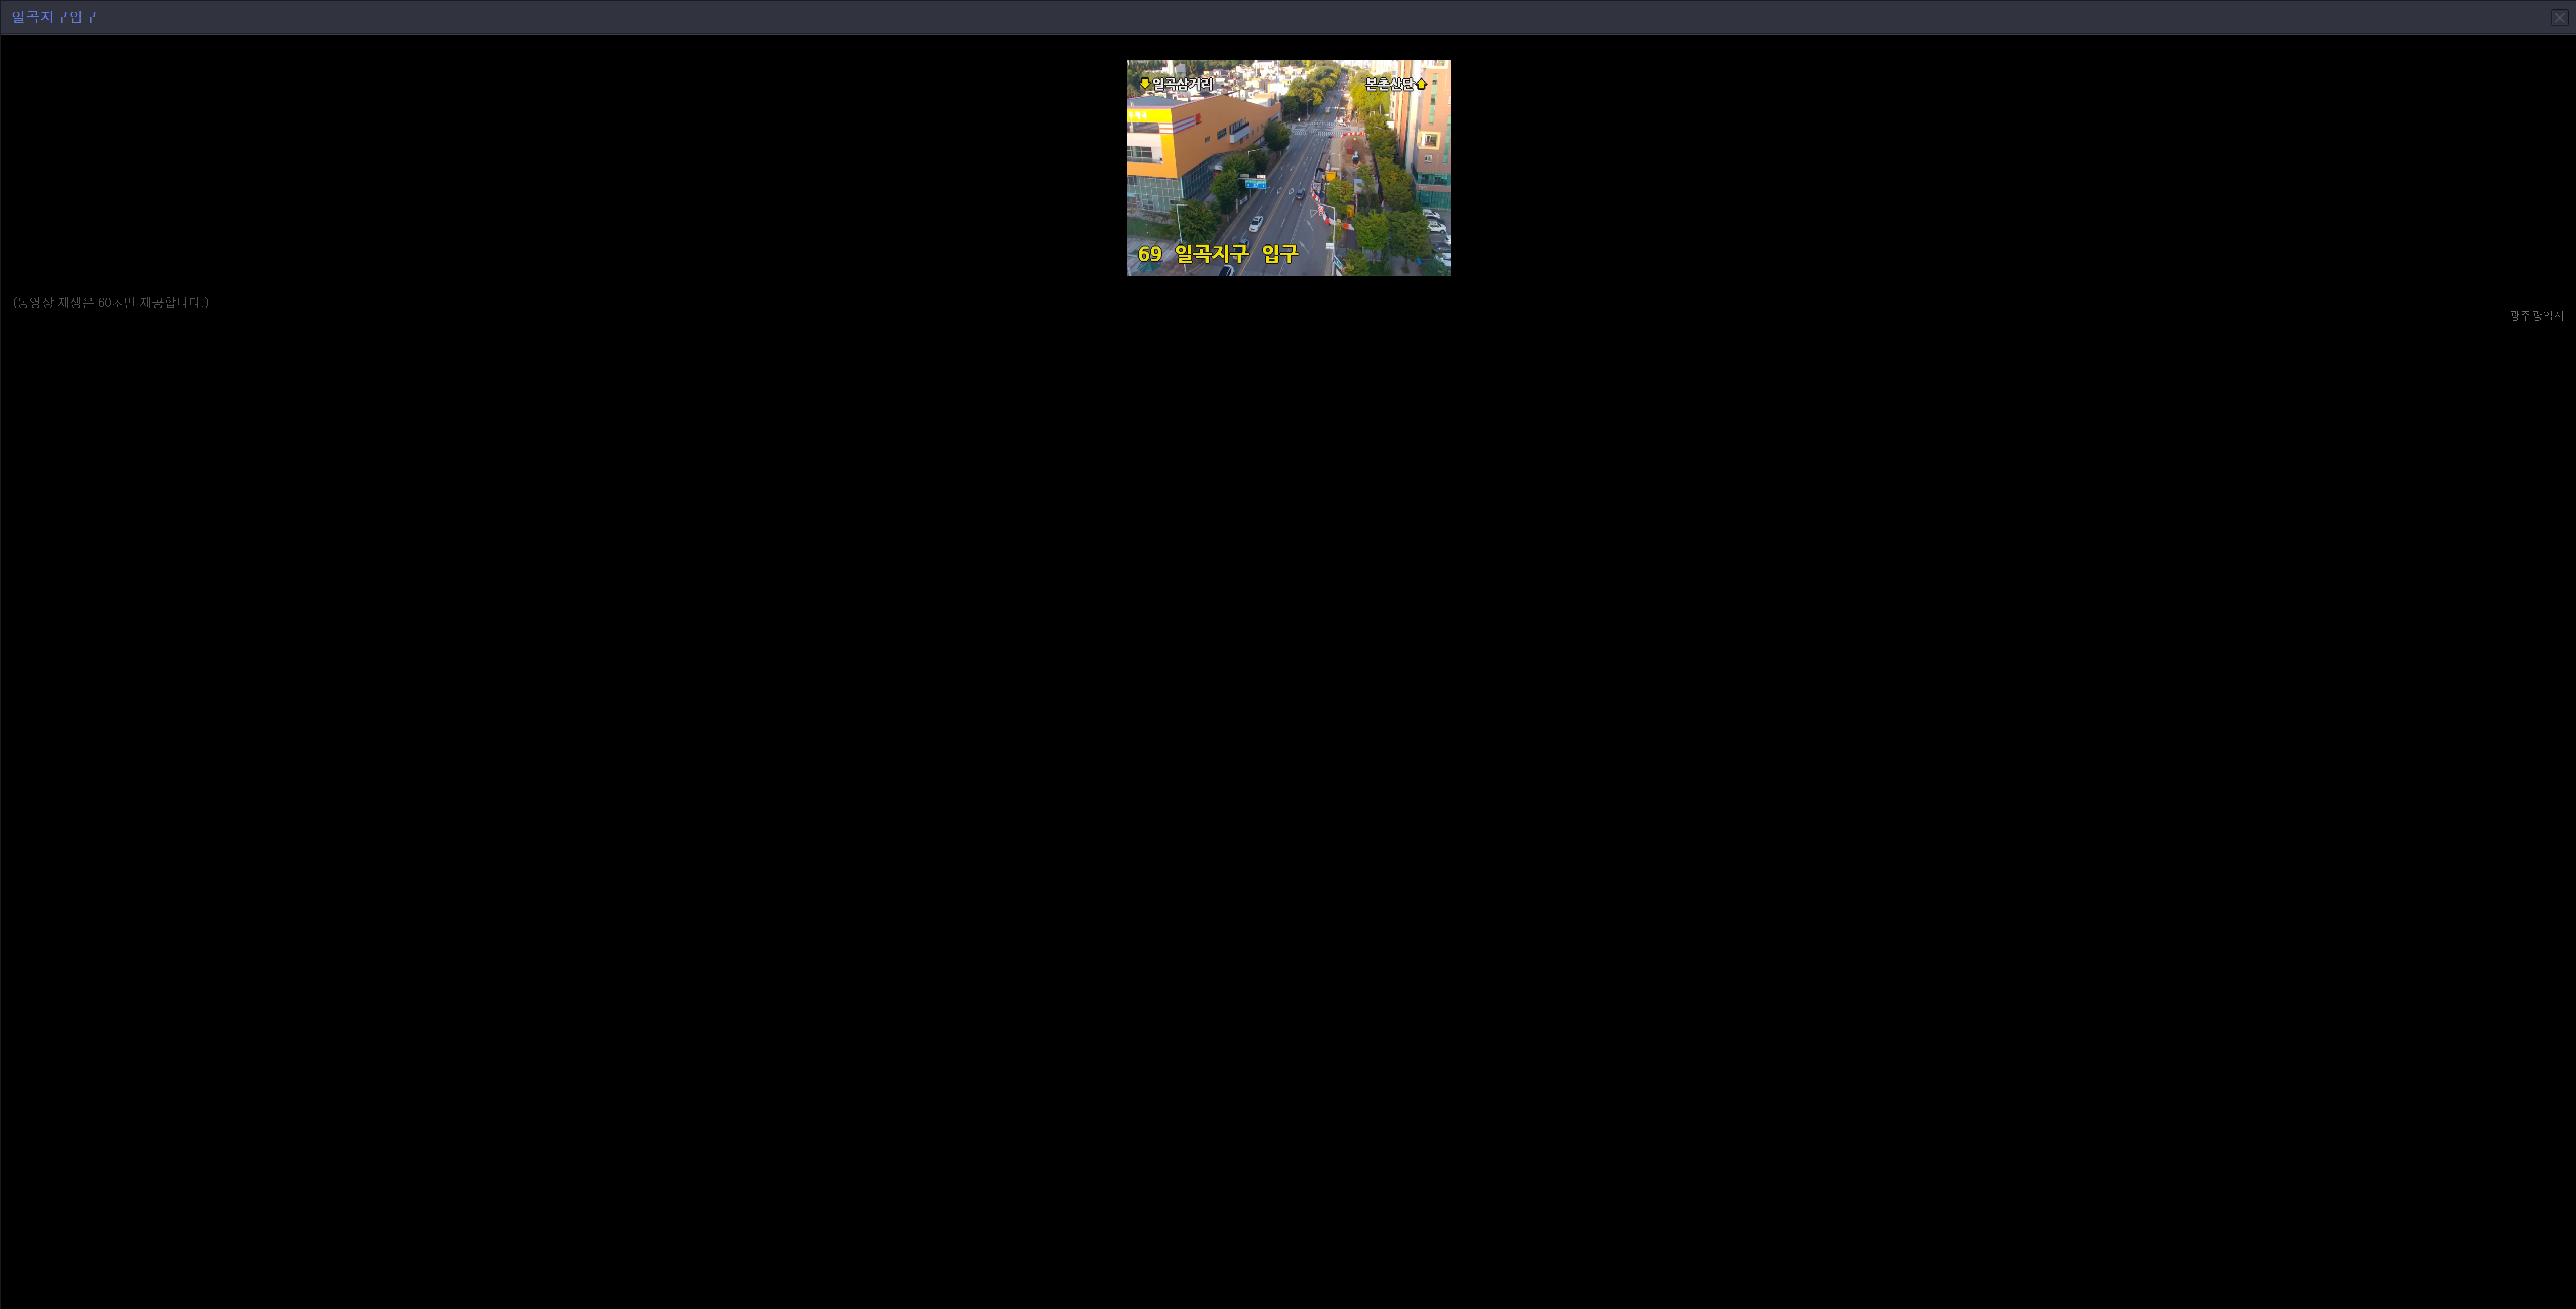 일곡지구입구
일곡삼거리
본촌산단
69 일곡지구 입구
(동영상 재생은 60초만 제공합니다.)
광주광역시